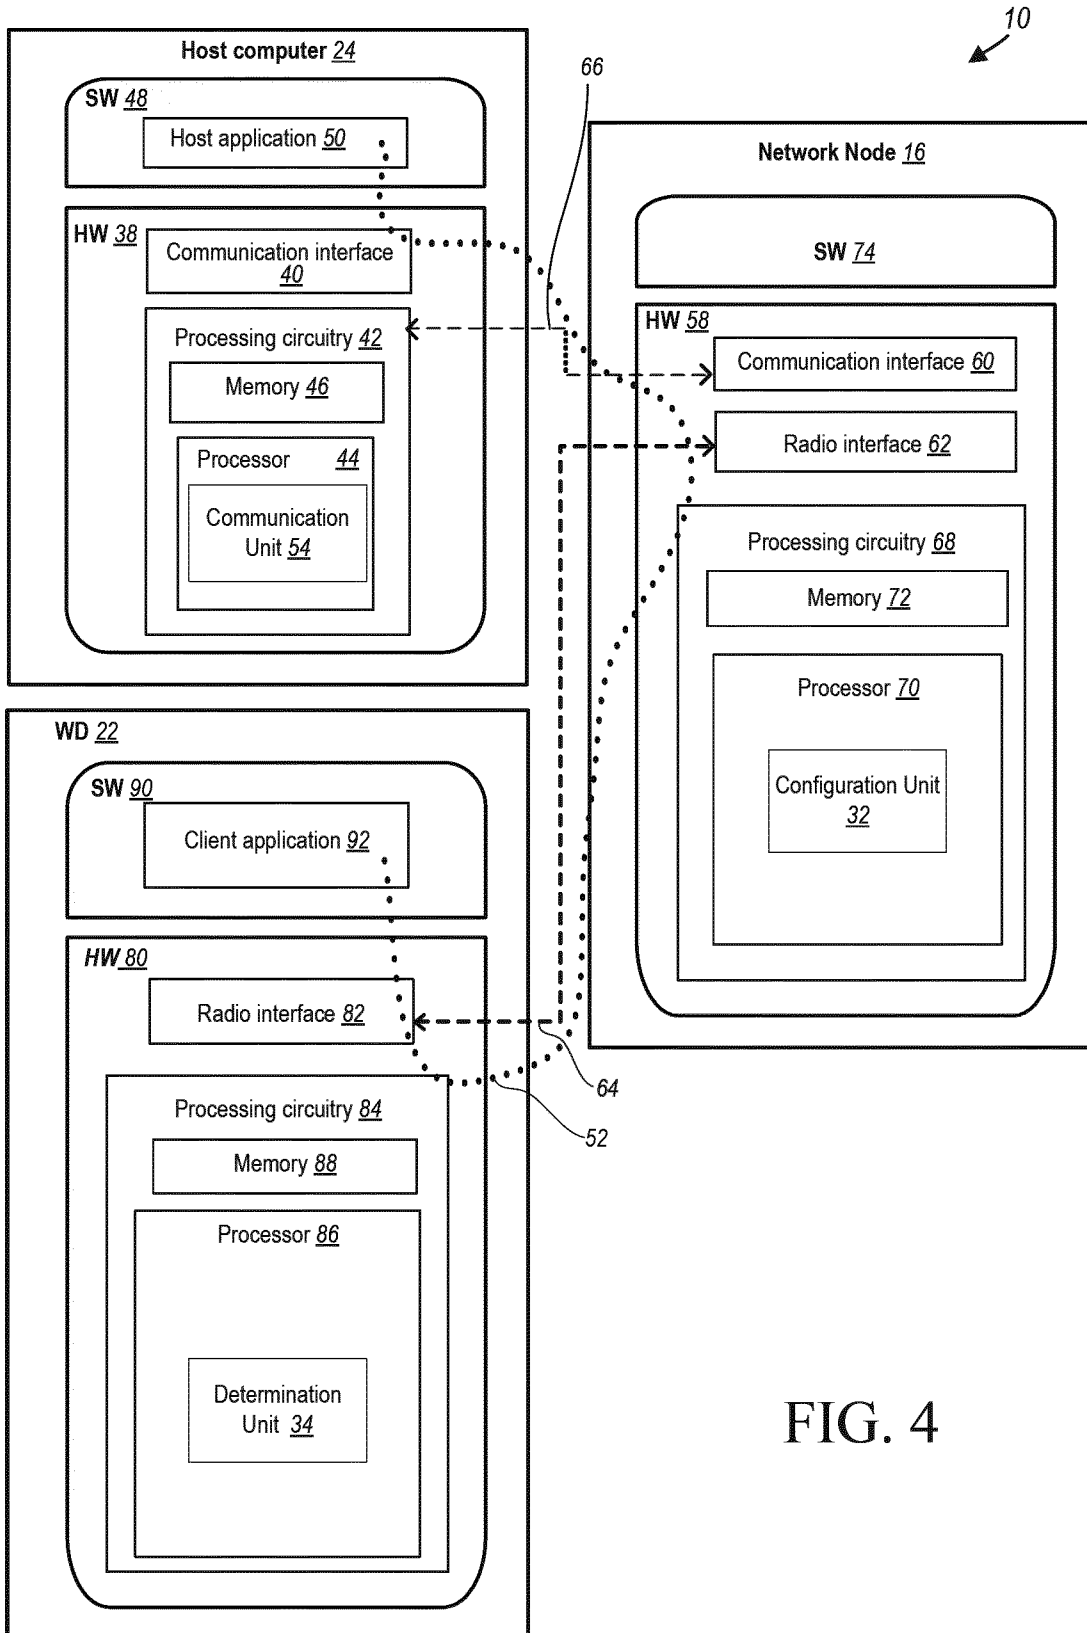 10
Host computer 24
SW 48
Host application 50
HW 38
Communication interface
40
Processing circuitry 42
Memory 46
Processor 44
Communication
Unit 54
66
Network Node 16
SW 74
HW 58
Communication interface 60
Radio interface 62
Processing circuitry 68
Memory 72
Processor 70
Configuration Unit
32
WD 22
SW 90
Client application 92
HW 80
Radio interface 82
64
52
Processing circuitry 84
Memory 88
Processor 86
Determination
Unit 34
FIG. 4